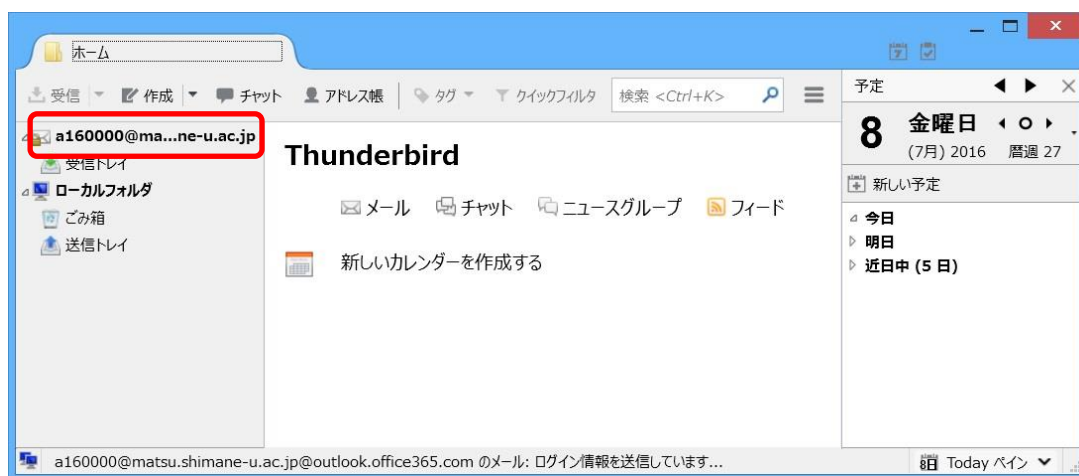 ホーム
受信 作成 チャット アドレス帳 タグ クイックフィルタ 検索 <Ctrl+K>
a160000@ma...ne-u.ac.jp
受信トレイ
ローカルフォルダ
ごみ箱
送信トレイ
Thunderbird
メール チャット ニュースグループ フィード
新しいカレンダーを作成する
予定
8 金曜日
(7月) 2016 暦週 27
新しい予定
今日
明日
近日中 (5 日)
a160000@matsu.shimane-u.ac.jp@outlook.office365.com のメール: ログイン情報を送信しています...
Today ペイン